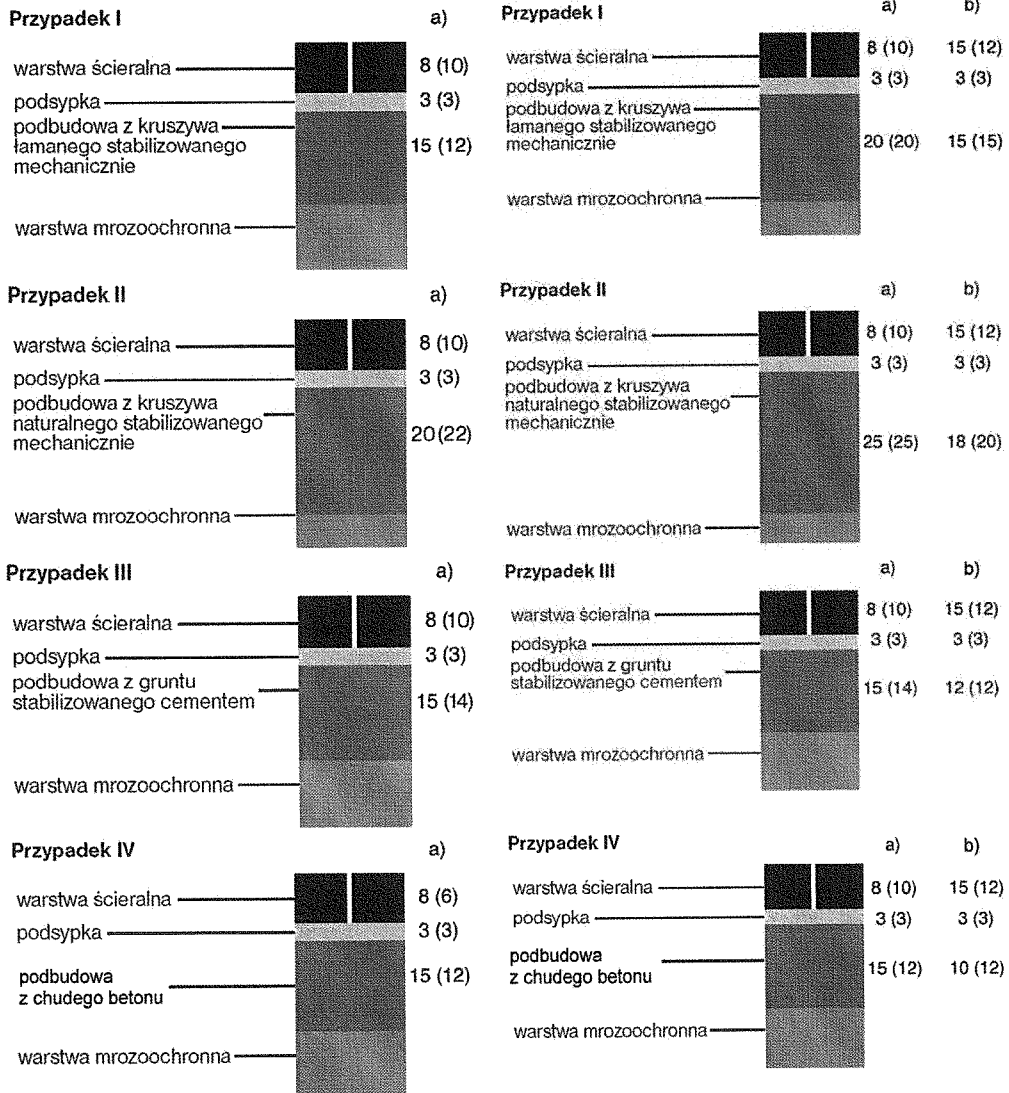 Przypadek I a)
warstwa ścieralna 8 (10)
podsypka 3 (3)
podbudowa z kruszywa
łamanego stabilizowanego 15 (12)
mechanicznie
warstwa mrozoochronna
Przypadek II a)
warstwa ścieralna 8 (10)
podsypka 3 (3)
podbudowa z kruszywa
naturalnego stabilizowanego 20 (22)
mechanicznie
warstwa mrozoochronna
Przypadek III a)
warstwa ścieralna 8 (10)
podsypka 3 (3)
podbudowa z gruntu
stabilizowanego cementem 15 (14)
warstwa mrozoochronna
Przypadek IV a)
warstwa ścieralna 8 (6)
podsypka 3 (3)
podbudowa 15 (12)
z chudego betonu
warstwa mrozoochronna
Przypadek I a) b)
warstwa ścieralna 8 (10) 15 (12)
podsypka 3 (3) 3 (3)
podbudowa z kruszywa
łamanego stabilizowanego
mechanicznie 20 (20) 15 (15)
warstwa mrozoochronna
Przypadek II a) b)
warstwa ścieralna 8 (10) 15 (12)
podsypka 3 (3) 3 (3)
podbudowa z kruszywa
naturalnego stabilizowanego
mechanicznie
25 (25) 18 (20)
warstwa mrozoochronna
Przypadek III a) b)
warstwa ścieralna 8 (10) 15 (12)
podsypka 3 (3) 3 (3)
podbudowa z gruntu
stabilizowanego cementem 15 (14) 12 (12)
warstwa mrozoochronna
Przypadek IV a) b)
warstwa ścieralna 8 (10) 15 (12)
podsypka 3 (3) 3 (3)
podbudowa
z chudego betonu 15 (12) 10 (12)
warstwa mrozoochronna